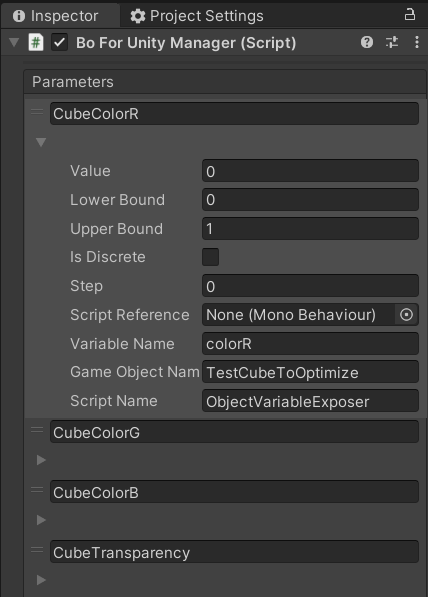 Inspector Project Settings
# Bo For Unity Manager (Script) ?
Parameters
CubeColorR
Value 0
Lower Bound 0
Upper Bound 1
Is Discrete
Step 0
Script Reference None (Mono Behaviour)
Variable Name colorR
Game Object Nam TestCubeToOptimize
Script Name ObjectVariableExposer
CubeColorG
CubeColorB
CubeTransparency